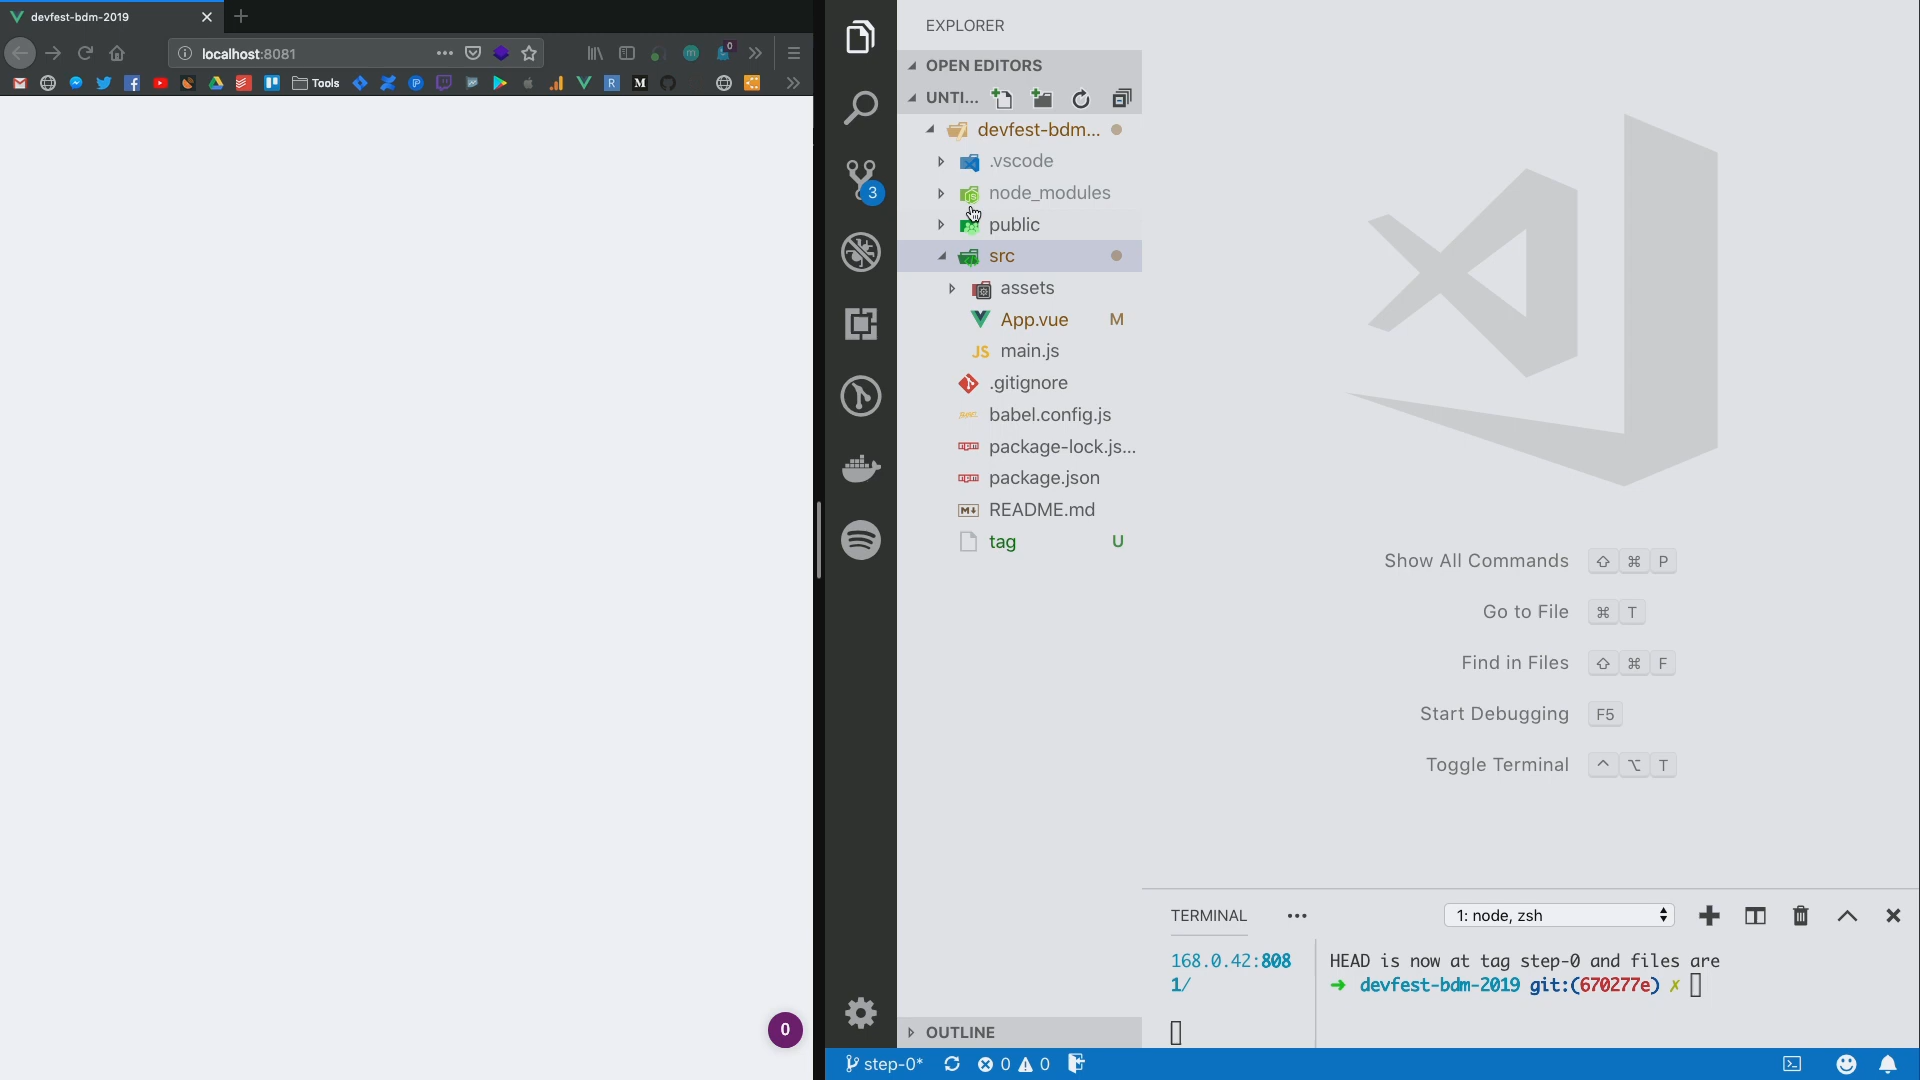 devfest-bdm-2019
localhost:8081
0
Tools
EXPLORER
OPEN EDITORS
UNTI...
devfest-bdm...
.vscode
node_modules
public
src
assets
App.vue M
JS main.js
.gitignore
babel.config.js
package-lock.js...
package.json
M↓ README.md
tag U
3
OUTLINE
Show All Commands ⇧ ⌘ P
Go to File ⌘ T
Find in Files ⇧ ⌘ F
Start Debugging F5
Toggle Terminal ^ ⌥ T
TERMINAL
1: node, zsh
168.0.42:808
1/
HEAD is now at tag step-0 and files are
➜ devfest-bdm-2019 git:(670277e) ✗
0
step-0* 0 0